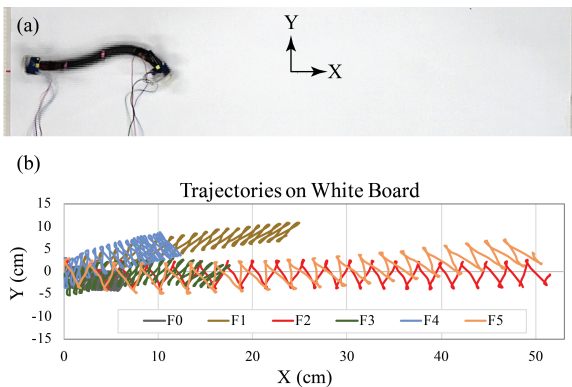 (a)
Y
X
(b)
Trajectories on White Board
15
10
5
0
-5
-10
-15
Y (cm)
0 10 20 30 40 50
F0 F1 F2 F3 F4 F5
X (cm)